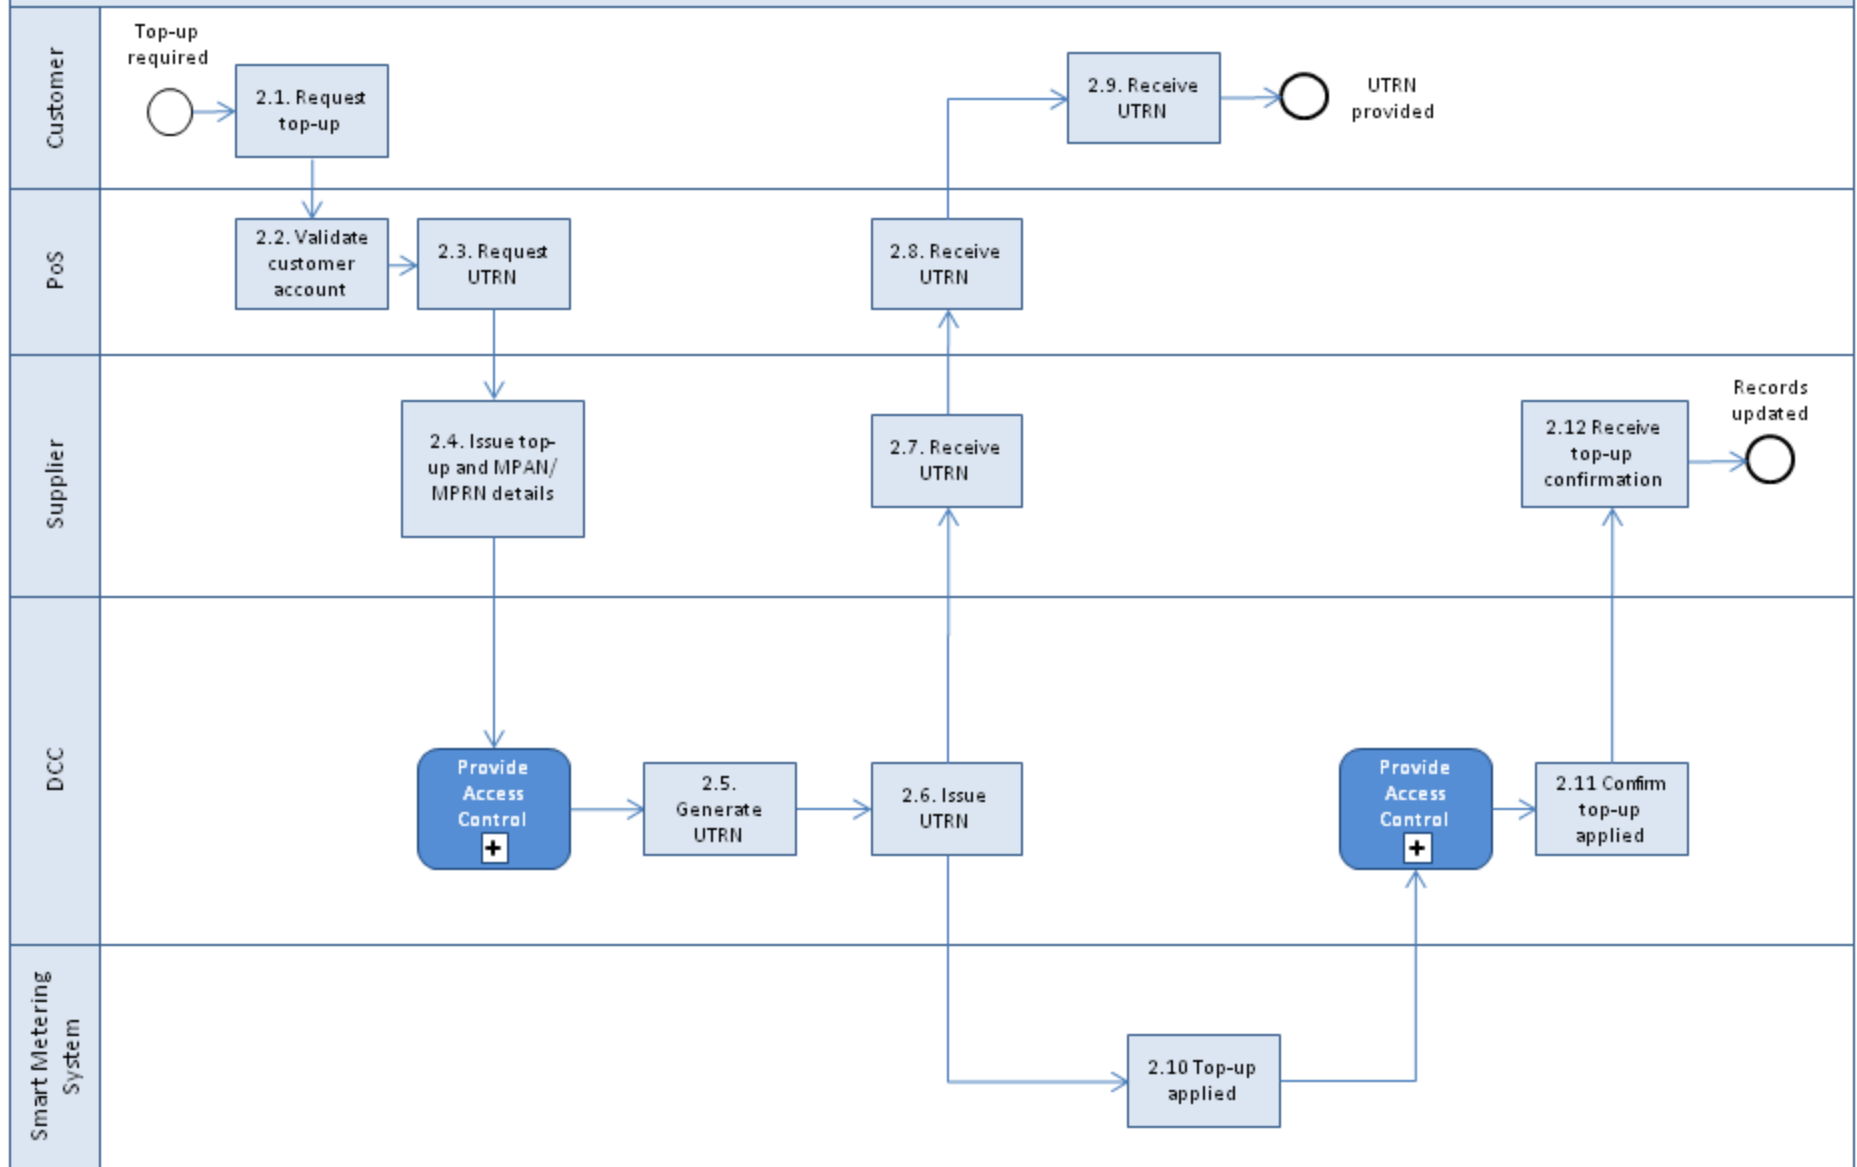 Customer
Top-up
required
2.1. Request
top-up
2.9. Receive
UTRN
UTRN
provided
PoS
2.2. Validate
customer
account
2.3. Request
UTRN
2.8. Receive
UTRN
Supplier
2.4. Issue top-
up and MPAN/
MPRN details
2.7. Receive
UTRN
2.12 Receive
top-up
confirmation
Records
updated
DCC
Provide
Access
Control
2.5.
Generate
UTRN
2.6. Issue
UTRN
Provide
Access
Control
2.11 Confirm
top-up
applied
Smart Metering
System
2.10 Top-up
applied